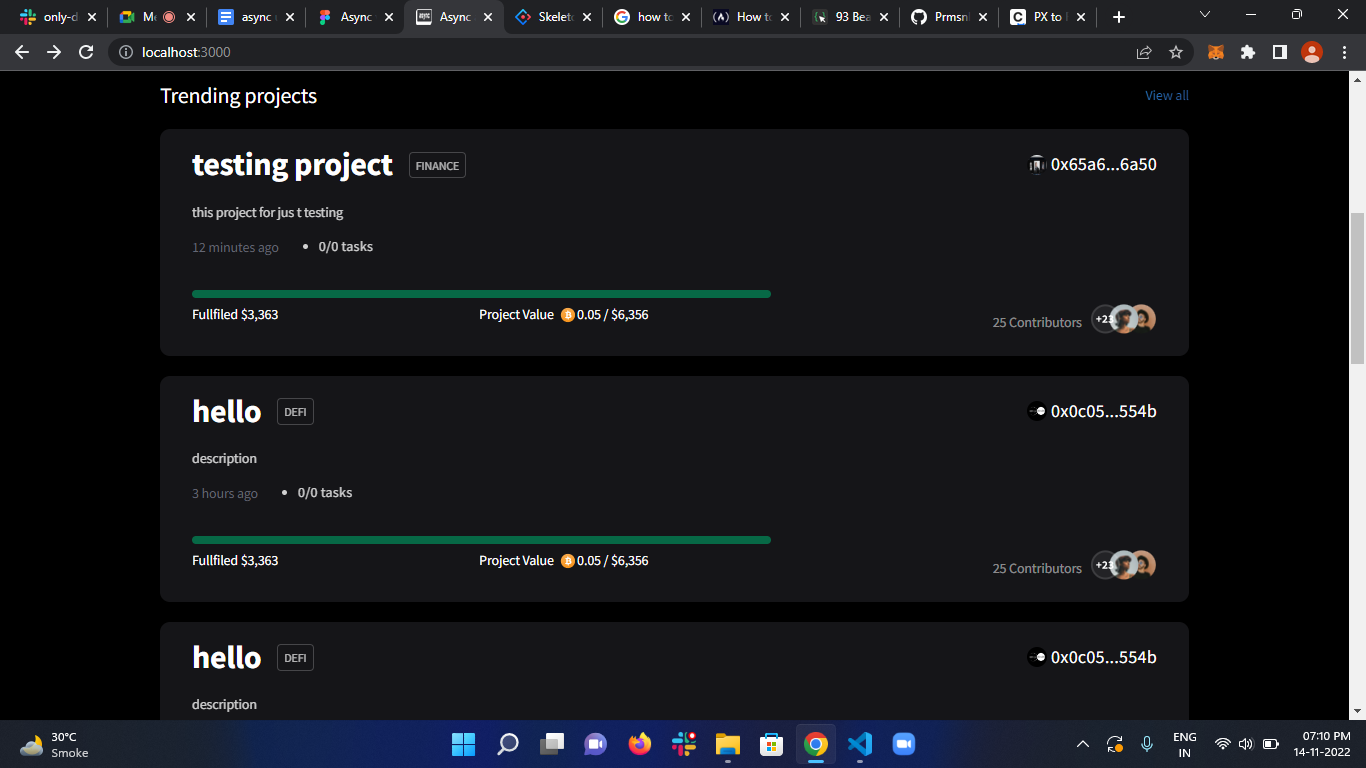 only-d
Me
async
Async
Async
Skelet
how to
How to
93 Bea
Prmsn
PX to
localhost:3000
Trending projects
View all
testing project
FINANCE
0x65a6...6a50
this project for jus t testing
12 minutes ago
• 0/0 tasks
Fullfiled $3,363
Project Value 0.05 / $6,356
25 Contributors
+23
hello
DEFI
0x0c05...554b
description
3 hours ago
• 0/0 tasks
Fullfiled $3,363
Project Value 0.05 / $6,356
25 Contributors
+23
hello
DEFI
0x0c05...554b
description
30°C
Smoke
ENG
IN
07:10 PM
14-11-2022